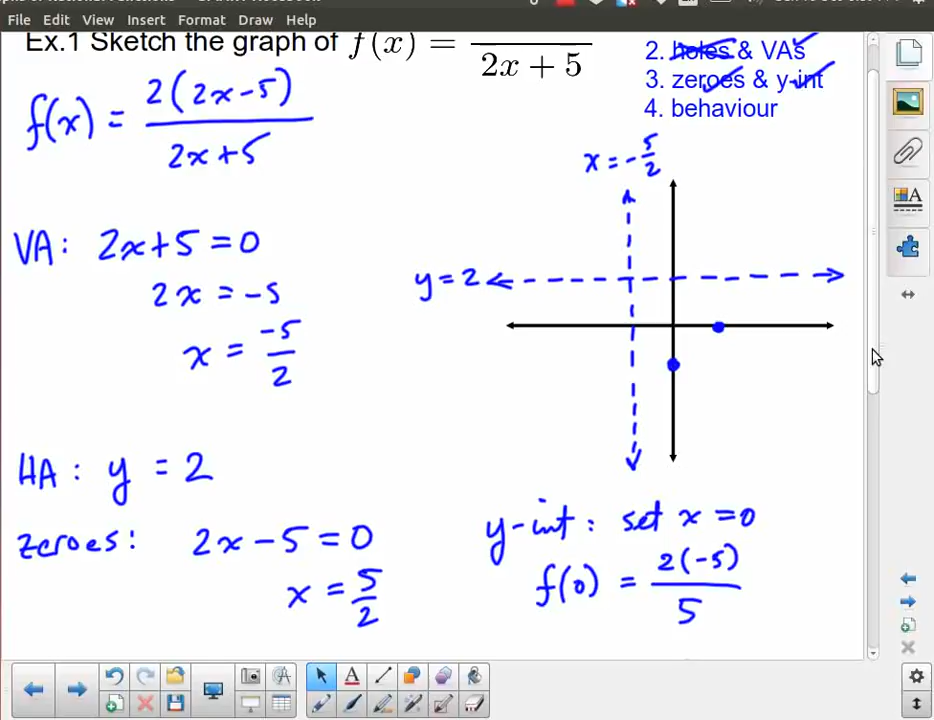 File Edit View Insert Format Draw Help
Ex.1 Sketch the graph of f(x) = 
2x + 5
2. holes & VAs
3. zeroes & y-int
4. behaviour
f(x) = 2(2x-5)
2x+5
x = -5/2
VA: 2x+5 = 0
2x = -5
x = -5/2
y = 2
HA: y = 2
zeroes: 2x - 5 = 0
x = 5/2
y-int: set x = 0
f(0) = 2(-5)
5